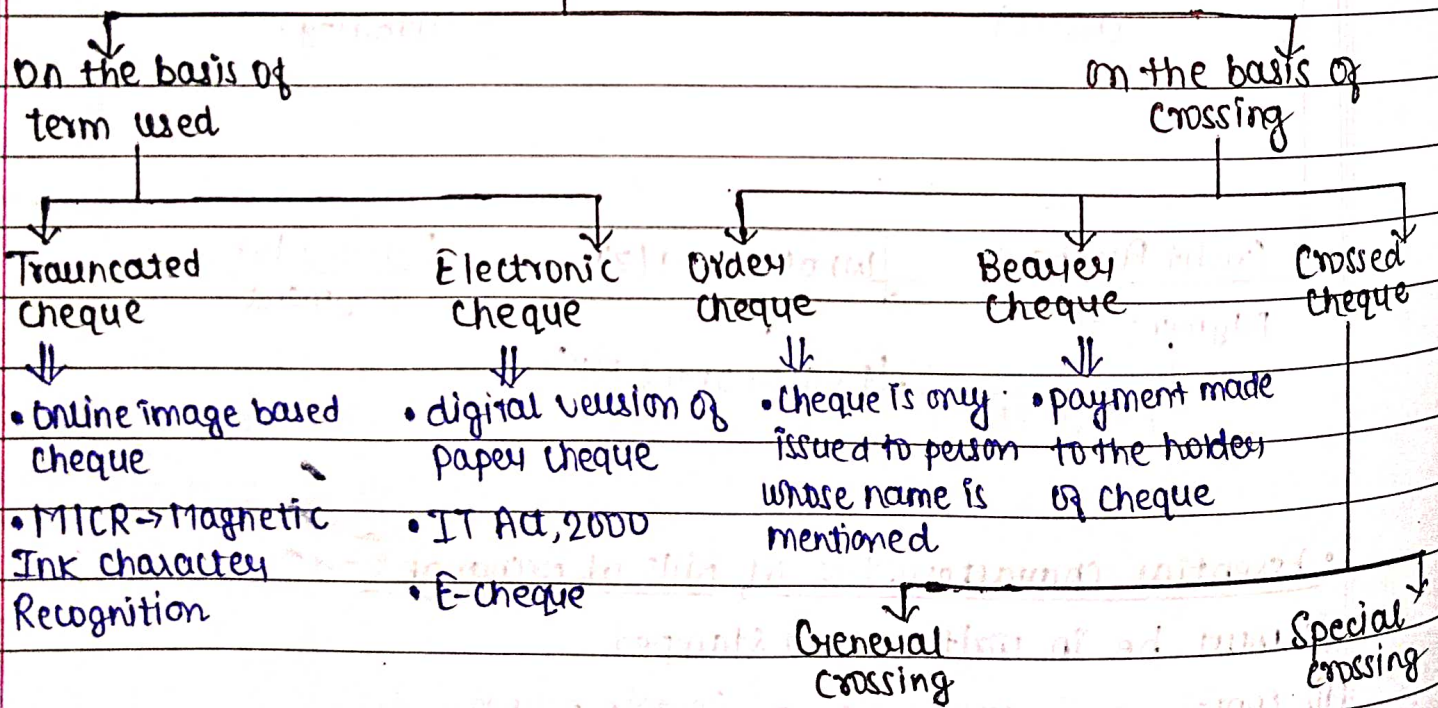 on the basis of
term used
on the basis of
crossing
Trauncated
cheque
Electronic
cheque
Order
cheque
Bearer
cheque
Crossed
cheque
• online image based
cheque
• MICR → Magnetic
Ink character
Recognition
• digital version of
paper cheque
• IT Act, 2000
• E-cheque
• cheque is only
issued to person
whose name is
mentioned
• payment made
to the holder
of cheque
General
crossing
Special
crossing